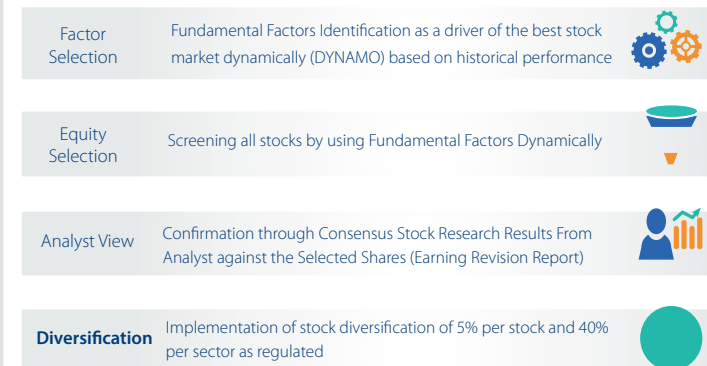 Factor
Selection
Fundamental Factors Identification as a driver of the best stock
market dynamically (DYNAMO) based on historical performance
Equity
Selection
Screening all stocks by using Fundamental Factors Dynamically
Analyst View
Confirmation through Consensus Stock Research Results From
Analyst against the Selected Shares (Earning Revision Report)
Diversification
Implementation of stock diversification of 5% per stock and 40%
per sector as regulated